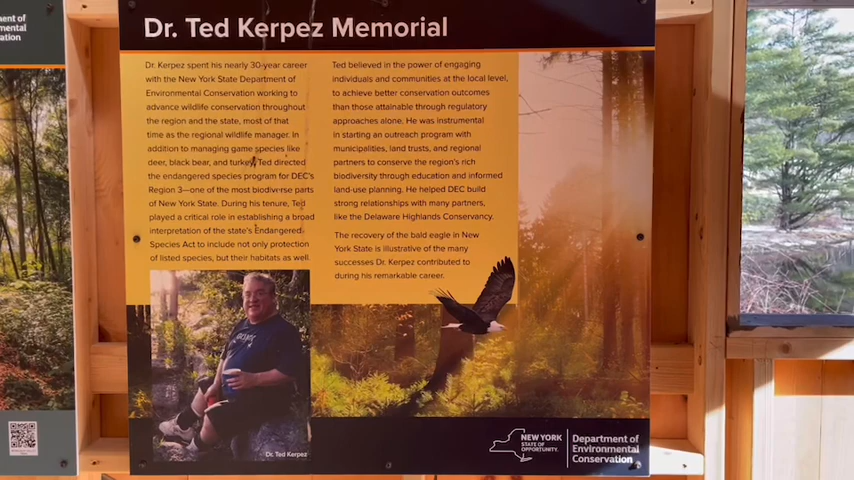 ment of
nmental
ation
Dr. Ted Kerpez Memorial
Dr. Kerpez spent his nearly 30-year career
with the New York State Department of
Environmental Conservation working to
advance wildlife conservation throughout
the region and the state, most of that
time as the regional wildlife manager. In
addition to managing game species like
deer, black bear, and turkey, Ted directed
the endangered species program for DEC's
Region 3—one of the most biodiverse parts
of New York State. During his tenure, Ted
played a critical role in establishing a broad
interpretation of the state's Endangered
Species Act to include not only protection
of listed species, but their habitats as well.
Ted believed in the power of engaging
individuals and communities at the local level,
to achieve better conservation outcomes
than those attainable through regulatory
approaches alone. He was instrumental
in starting an outreach program with
municipalities, land trusts, and regional
partners to conserve the region's rich
biodiversity through education and informed
land-use planning. He helped DEC build
strong relationships with many partners,
like the Delaware Highlands Conservancy.
The recovery of the bald eagle in New
York State is illustrative of the many
successes Dr. Kerpez contributed to
during his remarkable career.
Dr. Ted Kerpez
NEW YORK
STATE OF
OPPORTUNITY.
Department of
Environmental
Conservation